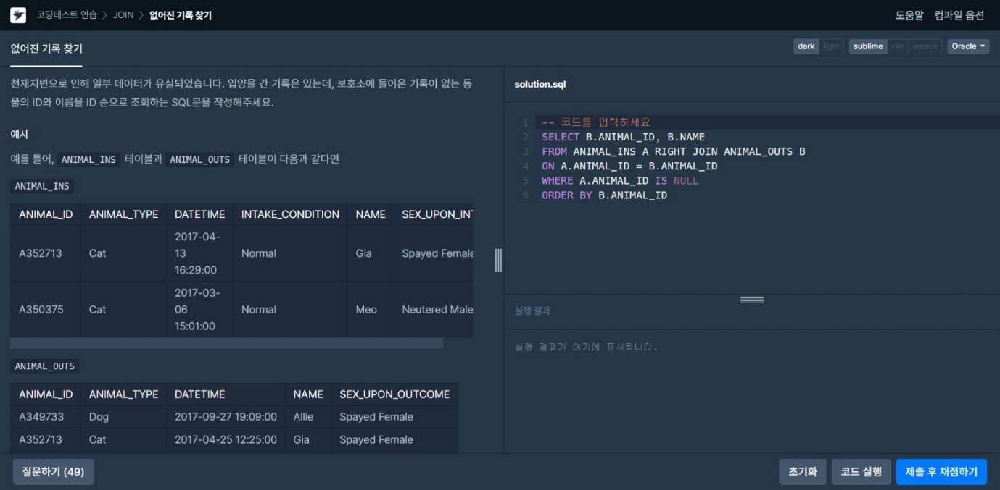 코딩테스트 연습 > JOIN > 없어진 기록 찾기
도움말 컴파일 옵션
없어진 기록 찾기
dark light sublime vim emacs Oracle
천재지변으로 인해 일부 데이터가 유실되었습니다. 입양을 간 기록은 있는데, 보호소에 들어온 기록이 없는 동
물의 ID와 이름을 ID 순으로 조회하는 SQL문을 작성해주세요.
예시
예를 들어, ANIMAL_INS 테이블과 ANIMAL_OUTS 테이블이 다음과 같다면
ANIMAL_INS
ANIMAL_ID ANIMAL_TYPE DATETIME INTAKE_CONDITION NAME SEX_UPON_INT
A352713 Cat 2017-04-
13
16:29:00 Normal Gia Spayed Female
A350375 Cat 2017-03-
06
15:01:00 Normal Meo Neutered Male
ANIMAL_OUTS
ANIMAL_ID ANIMAL_TYPE DATETIME NAME SEX_UPON_OUTCOME
A349733 Dog 2017-09-27 19:09:00 Allie Spayed Female
A352713 Cat 2017-04-25 12:25:00 Gia Spayed Female
solution.sql
1 -- 코드를 입력하세요
2 SELECT B.ANIMAL_ID, B.NAME
3 FROM ANIMAL_INS A RIGHT JOIN ANIMAL_OUTS B
4 ON A.ANIMAL_ID = B.ANIMAL_ID
5 WHERE A.ANIMAL_ID IS NULL
6 ORDER BY B.ANIMAL_ID
실행 결과
실행 결과가 여기에 표시됩니다.
질문하기 (49)
초기화 코드 실행 제출 후 채점하기